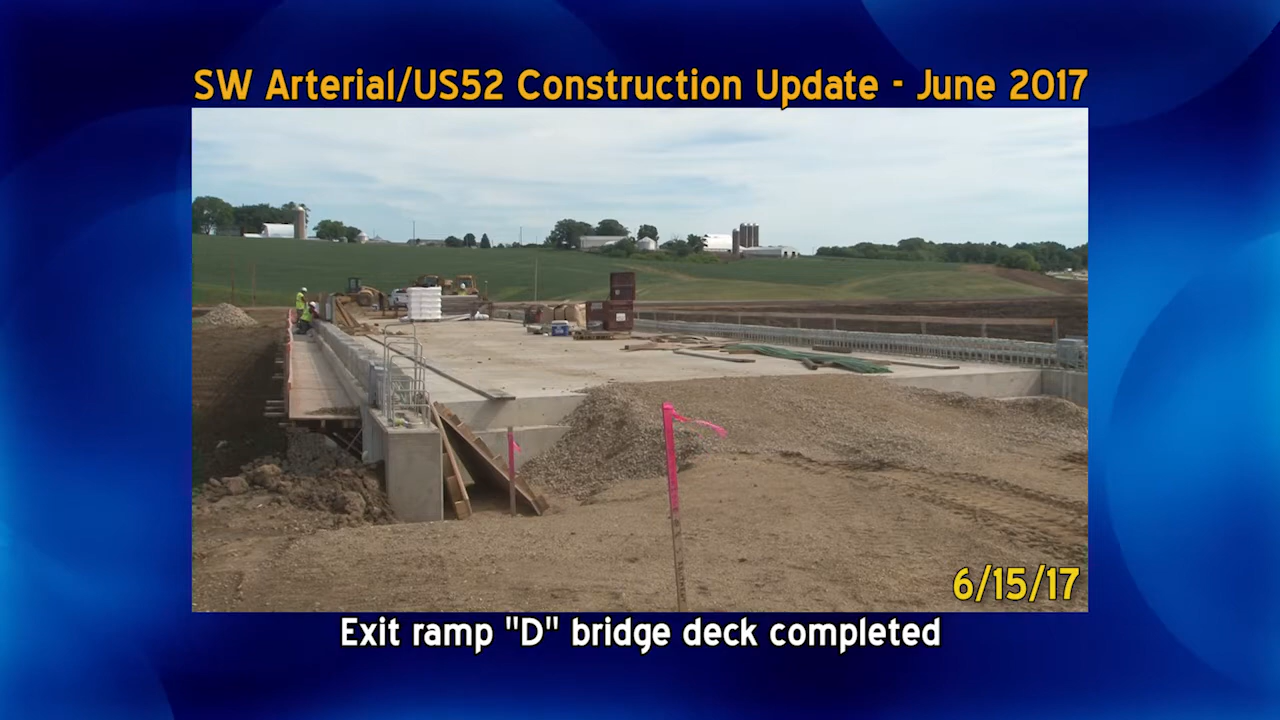 SW Arterial/US52 Construction Update - June 2017
6/15/17
Exit ramp "D" bridge deck completed